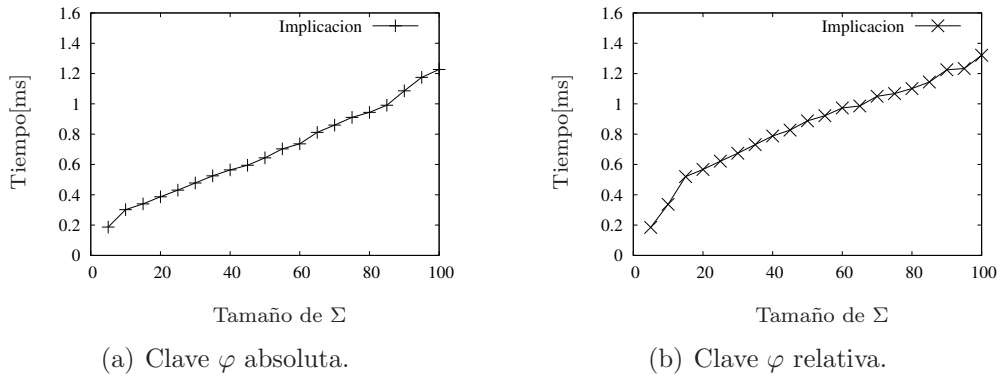 Implicacion
1.6
1.4
1.2
1
0.8
0.6
0.4
0.2
0
0 20 40 60 80 100
Tiempo[ms]
Tamaño de Σ
(a) Clave φ absoluta.
Implicacion
1.6
1.4
1.2
1
0.8
0.6
0.4
0.2
0
0 20 40 60 80 100
Tiempo[ms]
Tamaño de Σ
(b) Clave φ relativa.